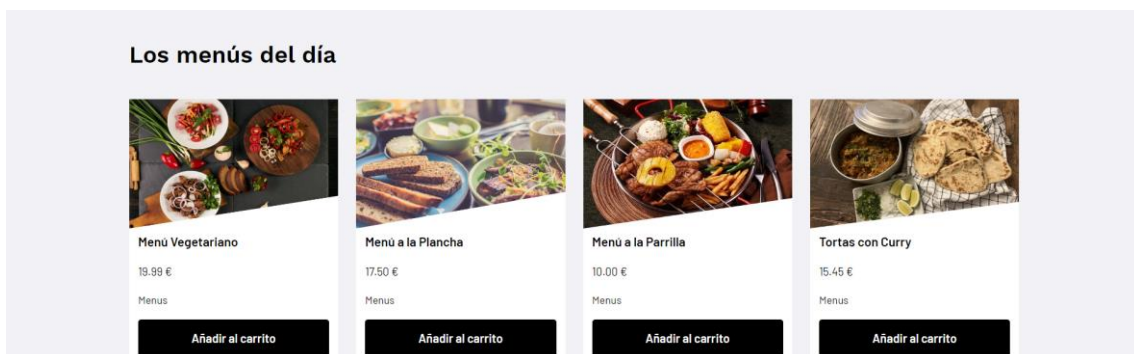 Los menús del día
Menú Vegetariano
19.99 €
Menus
Añadir al carrito
Menú a la Plancha
17.50 €
Menus
Añadir al carrito
Menú a la Parrilla
10.00 €
Menus
Añadir al carrito
Tortas con Curry
15.45 €
Menus
Añadir al carrito